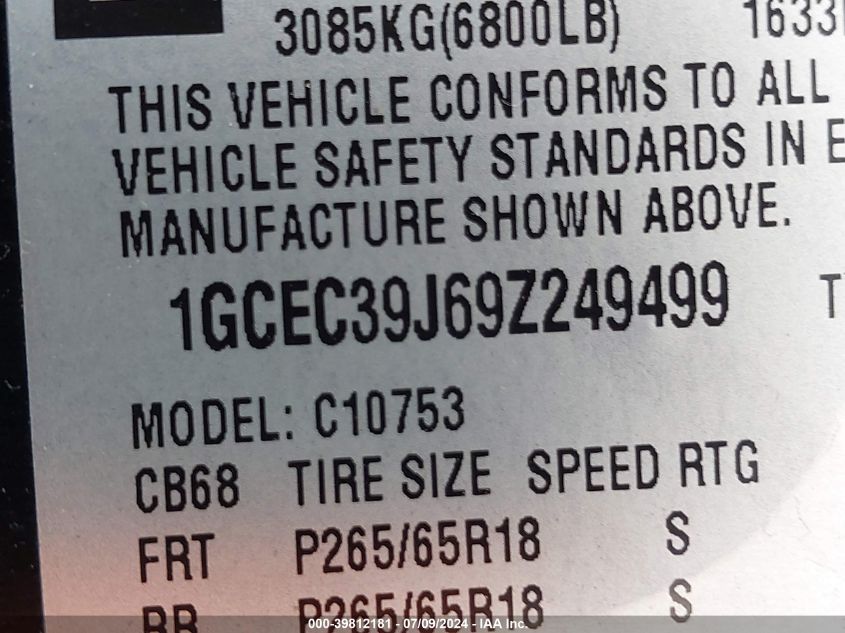 3085KG(6800LB) 1633
THIS VEHICLE CONFORMS TO ALL
VEHICLE SAFETY STANDARDS IN E
MANUFACTURE SHOWN ABOVE.
1GCEC39J69Z249499 T
MODEL: C10753
CB68 TIRE SIZE SPEED RTG
FRT P265/65R18 S
RR P265/65R18 S
000-39812181 - 07/09/2024 - IAA Inc.